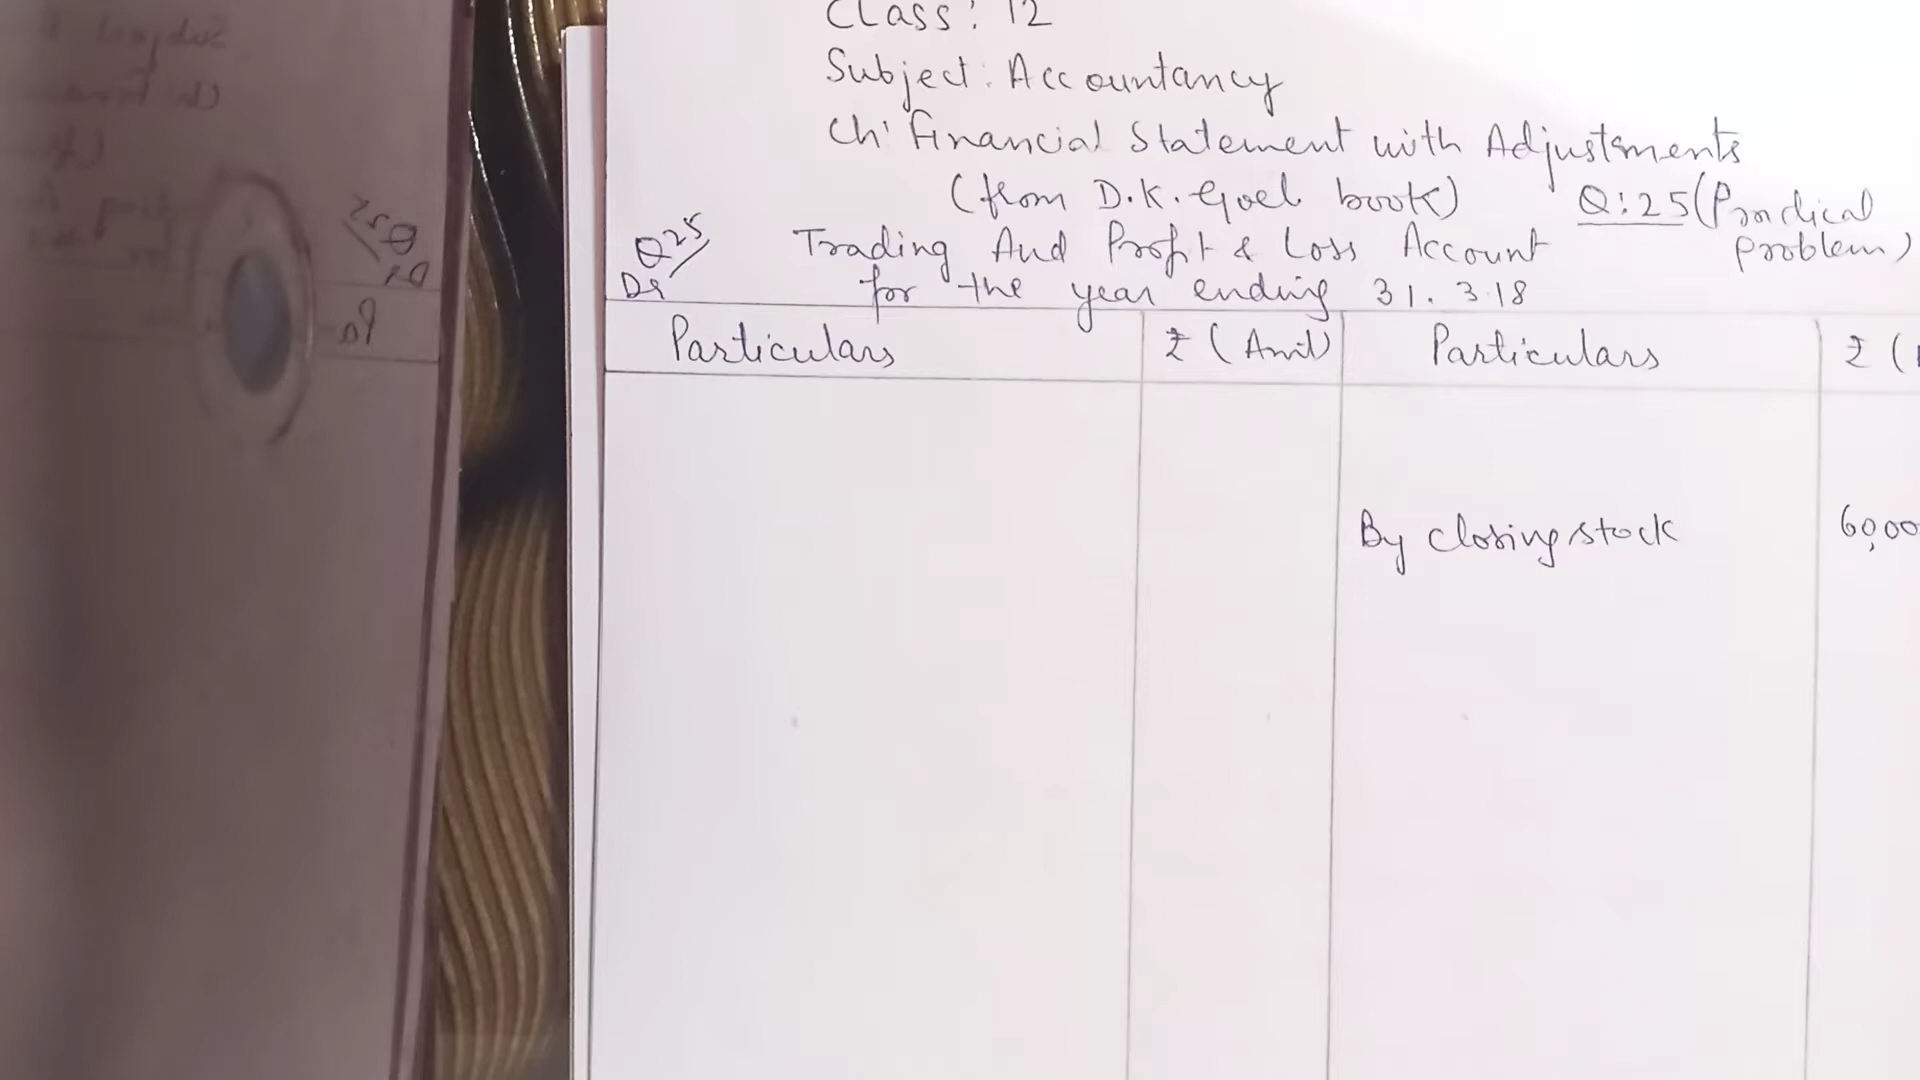 Class: 12
Subject: Accountancy
Ch: Financial Statement with Adjustements
(from D.K. Goel book) Q:25 (Practical problem)
Q25 Trading And Profit & Loss Account
Dr for the year ending 31.3.18
Particulars ₹ (Amt) Particulars ₹ (
By closing stock 60,00